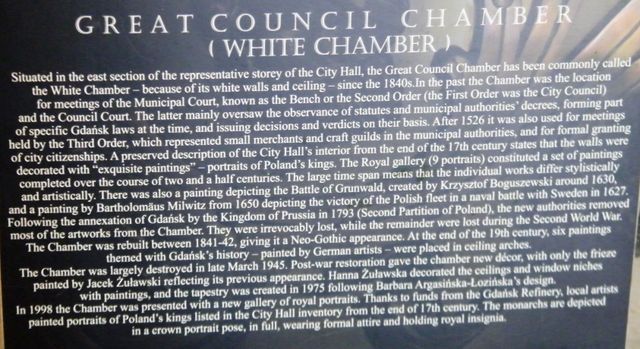 GREAT COUNCIL CHAMBER
( WHITE CHAMBER )
Situated in the east section of the representative storey of the City Hall, the Great Council Chamber has been commonly called
the White Chamber – because of its white walls and ceiling – since the 1840s.In the past the Chamber was the location
for meetings of the Municipal Court, known as the Bench or the Second Order (the First Order was the City Council)
and the Council Court. The latter mainly oversaw the observance of statutes and municipal authorities' decrees, forming part
of specific Gdańsk laws at the time, and issuing decisions and verdicts on their basis. After 1526 it was also used for meetings
held by the Third Order, which represented small merchants and craft guilds in the municipal authorities, and for formal granting
of city citizenships. A preserved description of the City Hall's interior from the end of the 17th century states that the walls were
decorated with "exquisite paintings" – portraits of Poland's kings. The Royal gallery (9 portraits) constituted a set of paintings
completed over the course of two and a half centuries. The large time span means that the individual works differ stylistically
and artistically. There was also a painting depicting the Battle of Grunwald, created by Krzysztof Boguszewski around 1630,
and a painting by Bartholomäus Milwitz from 1650 depicting the victory of the Polish fleet in a naval battle with Sweden in 1627.
Following the annexation of Gdańsk by the Kingdom of Prussia in 1793 (Second Partition of Poland), the new authorities removed
most of the artworks from the Chamber. They were irrevocably lost, while the remainder were lost during the Second World War.
The Chamber was rebuilt between 1841-42, giving it a Neo-Gothic appearance. At the end of the 19th century, six paintings
themed with Gdańsk's history – painted by German artists – were placed in ceiling arches.
The Chamber was largely destroyed in late March 1945. Post-war restoration gave the chamber new décor, with only the frieze
painted by Jacek Żuławski reflecting its previous appearance. Hanna Żuławska decorated the ceilings and window niches
with paintings, and the tapestry was created in 1975 following Barbara Argasińska-Łozińska's design.
In 1998 the Chamber was presented with a new gallery of royal portraits. Thanks to funds from the Gdańsk Refinery, local artists
painted portraits of Poland's kings listed in the City Hall inventory from the end of 17th century. The monarchs are depicted
in a crown portrait pose, in full, wearing formal attire and holding royal insignia.